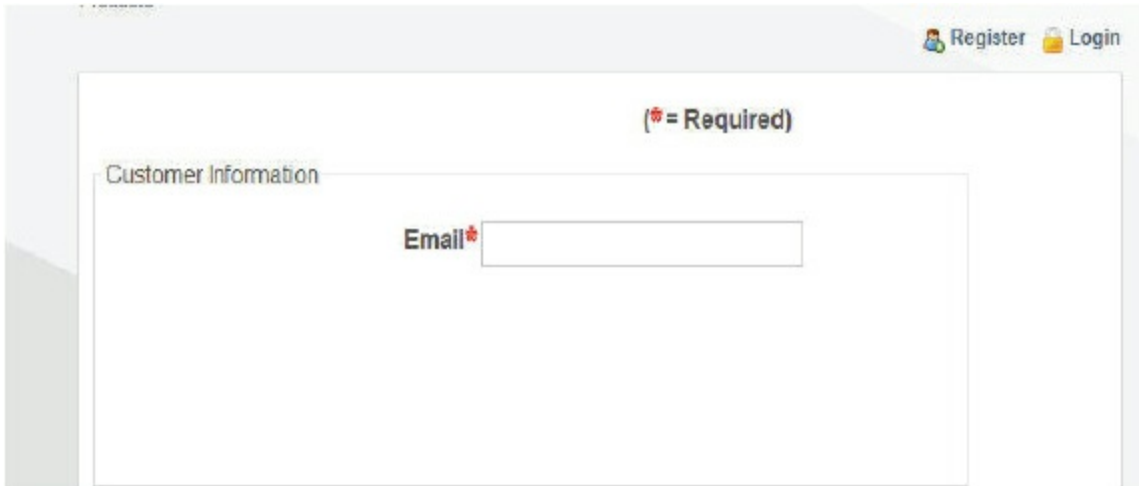 Register Login
(*= Required)
Customer Information
Email*